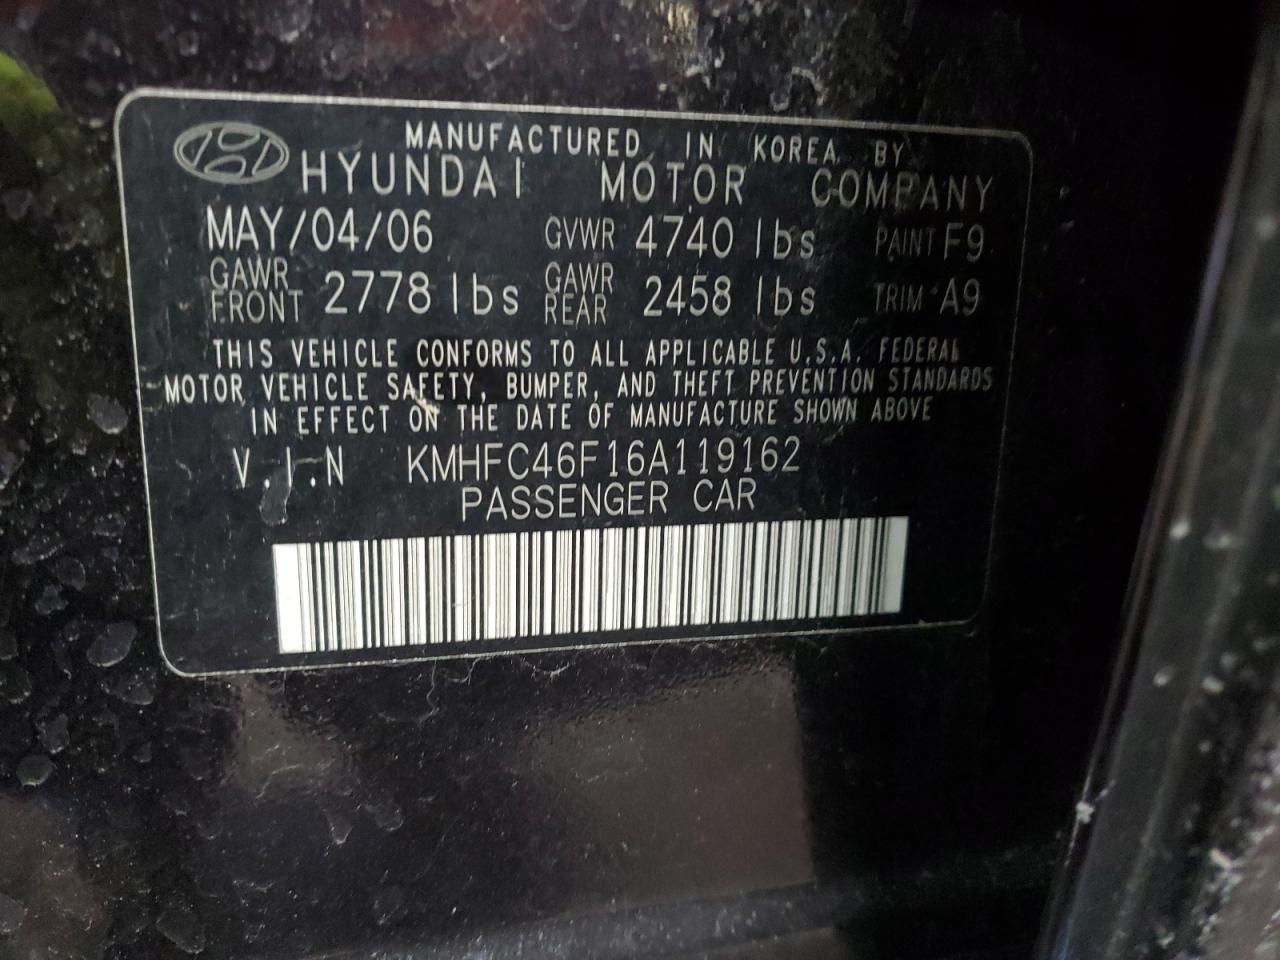 MANUFACTURED IN KOREA BY
HYUNDAI MOTOR COMPANY
MAY/04/06 GVWR 4740 lbs PAINT F9
GAWR FRONT 2778 lbs GAWR REAR 2458 lbs TRIM A9
THIS VEHICLE CONFORMS TO ALL APPLICABLE U.S.A. FEDERAL
MOTOR VEHICLE SAFETY, BUMPER, AND THEFT PREVENTION STANDARDS
IN EFFECT ON THE DATE OF MANUFACTURE SHOWN ABOVE
V.I.N KMHFC46F16A119162
PASSENGER CAR